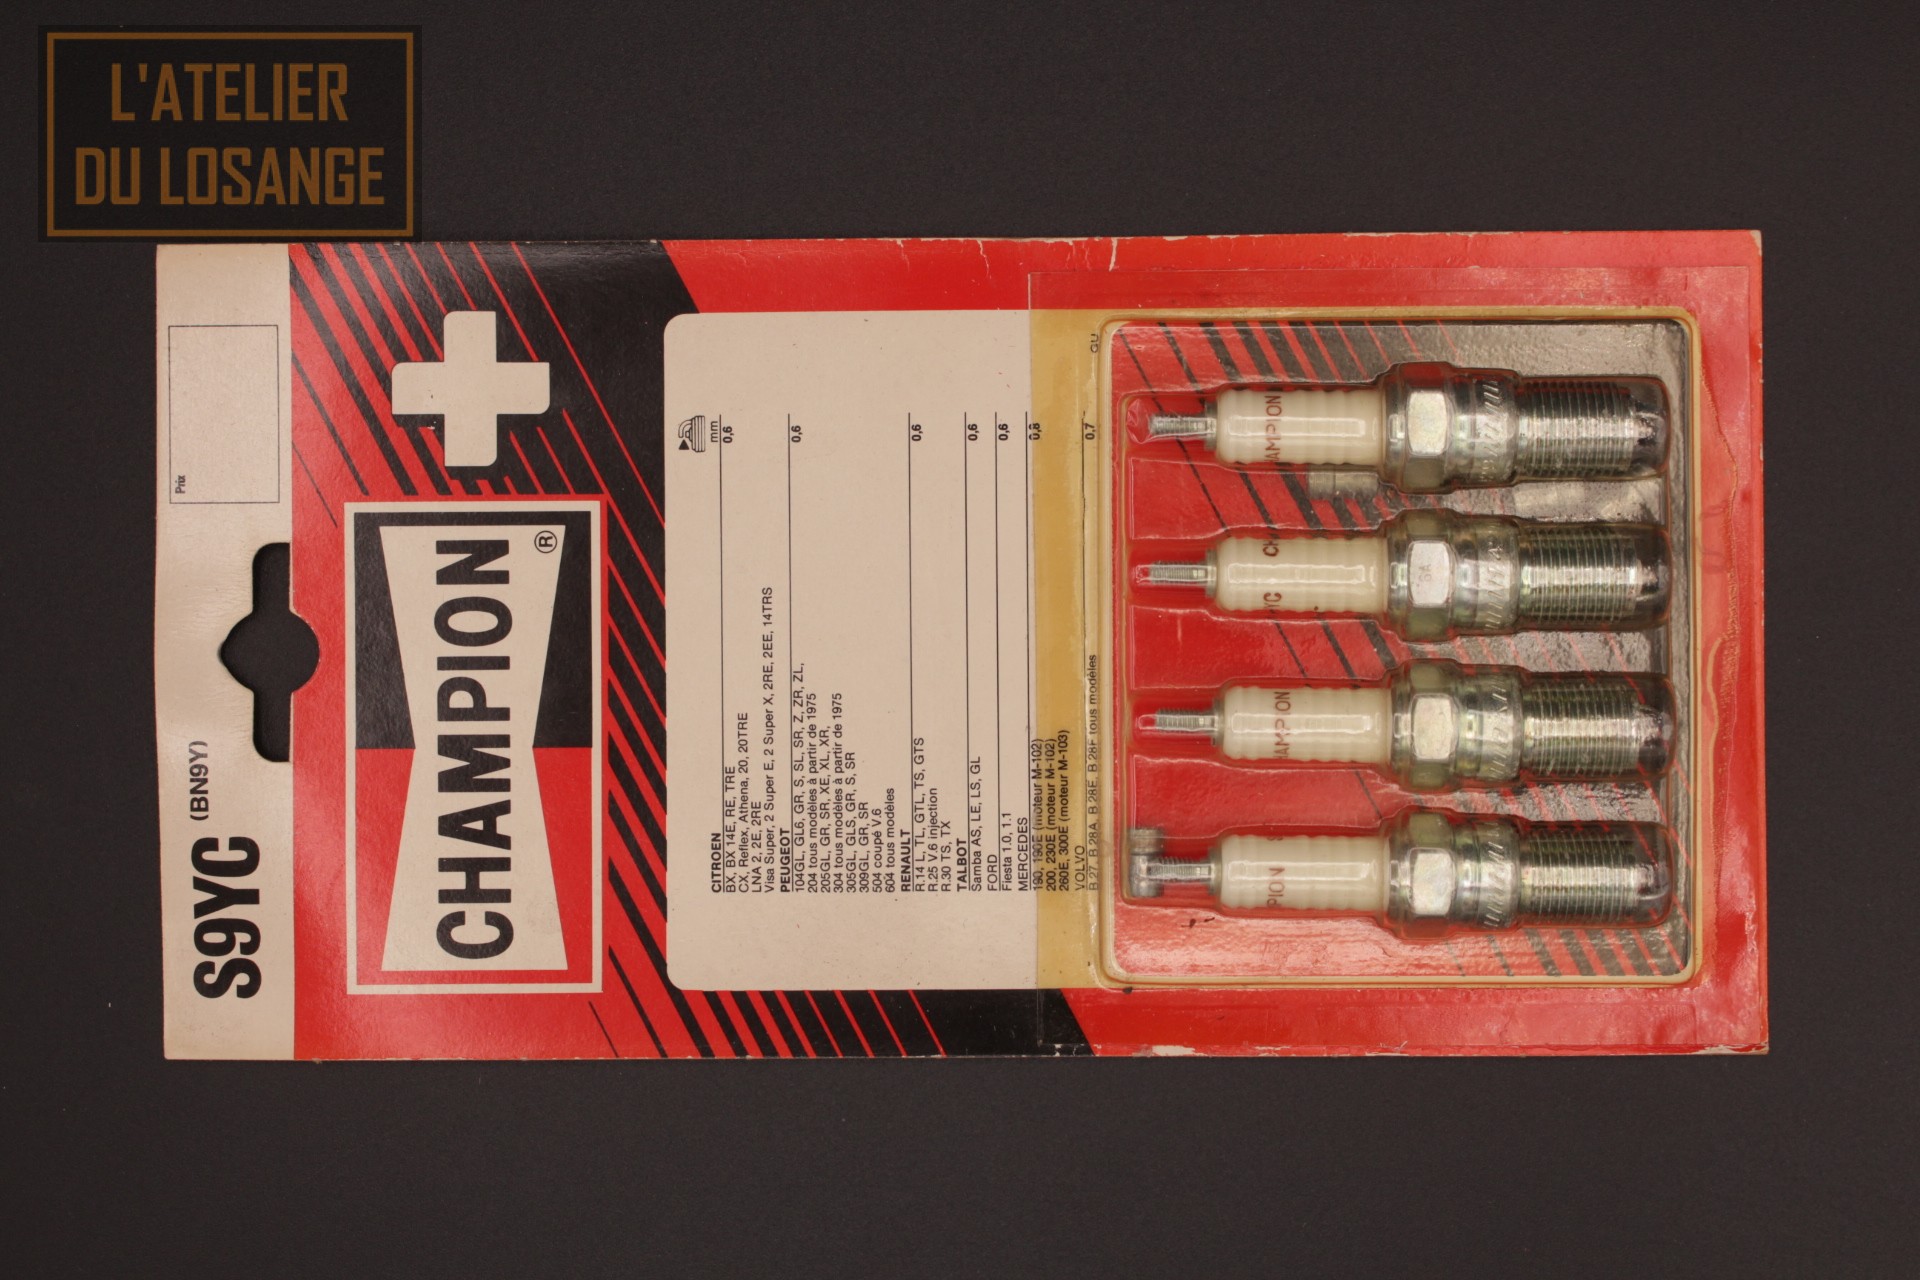 L'ATELIER
DU LOSANGE
Prix
S9YC (BN9Y)
CHAMPION ®
mm
CITROEN 0,6
BX, BX 14E, RE, TRE
CX, Reflex, Athena, 20, 20TRE
LNA 2, 2E, 2RE
Visa Super, 2 Super E, 2 Super X, 2RE, 2EE, 14TRS
PEUGEOT 0,6
104GL, GL6, GR, S, SL, SR, Z, ZR, ZL,
204 tous modèles à partir de 1975
205GL, GR, SR, XE, XL, XR,
304 tous modèles à partir de 1975
305GL, GLS, GR, S, SR
309GL, GR, SR
504 coupé V.6
604 tous modèles
RENAULT 0,6
R.14 L, TL, GTL, TS, GTS
R.25 V.6 injection
R.30 TS, TX
TALBOT 0,6
Samba AS, LE, LS, GL
FORD 0,6
Fiesta 1.0, 1.1
MERCEDES 0,8
190, 190E (moteur M-102)
200, 230E (moteur M-102)
260E, 300E (moteur M-103)
VOLVO 0,7
B 27, B 28A, B 28E, B 28F tous modèles
GU
AMPION
YC CH
AMPION
PION S